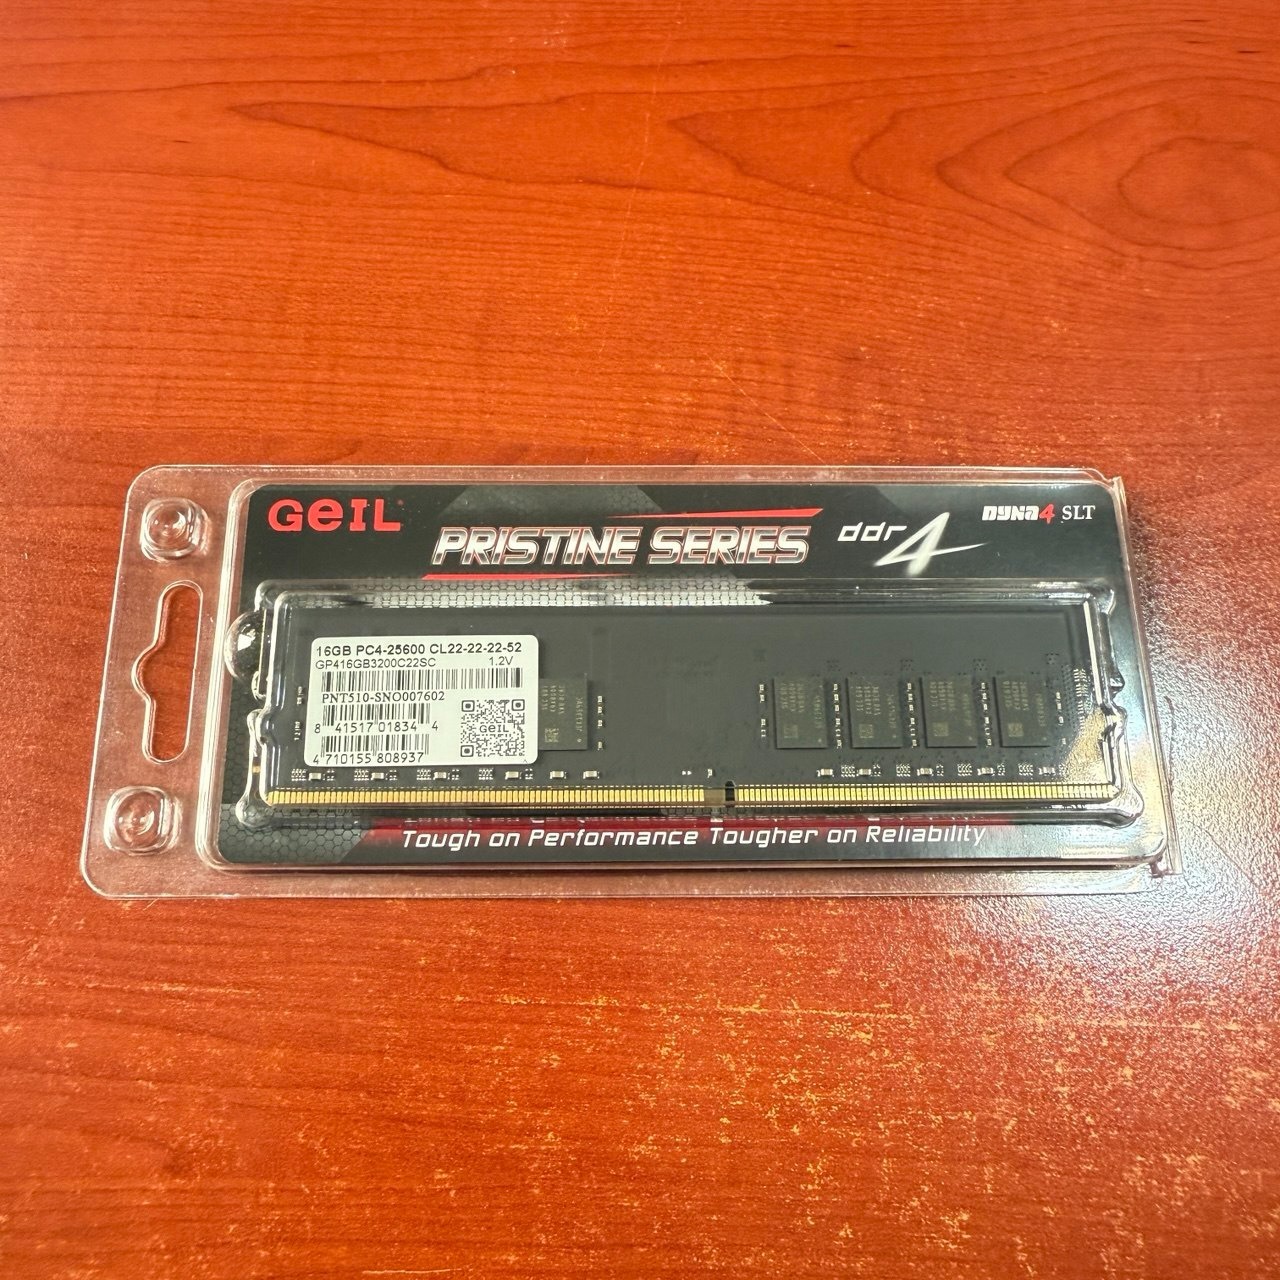 GeIL
PRISTINE SERIES
ddr4
DYNA4 SLT
16GB PC4-25600 CL22-22-22-52
GP416GB3200C22SC 1.2V
PNT510-SNO007602
8 41517 01834 4
GEIL
4 710155 808937
Tough on Performance Tougher on Reliability